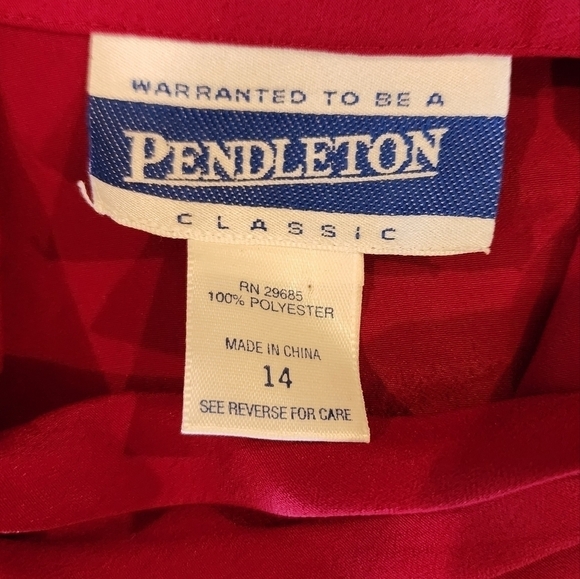 WARRANTED TO BE A
PENDLETON
CLASSIC
RN 29685
100% POLYESTER
MADE IN CHINA
14
SEE REVERSE FOR CARE